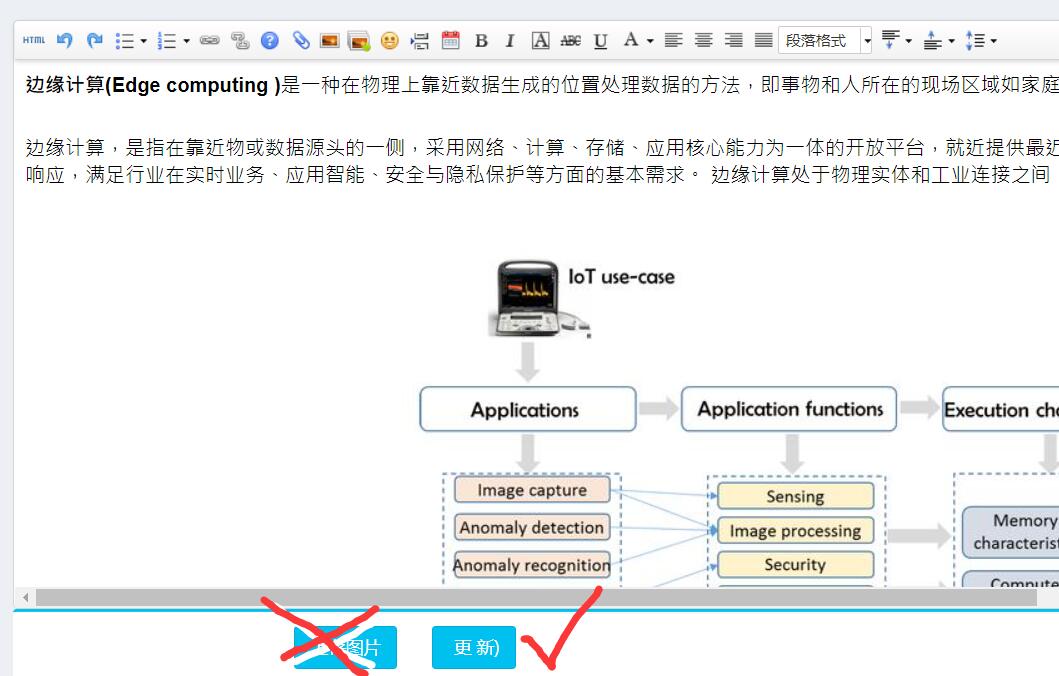 HTML
B I A ABC U A 段落格式
边缘计算(Edge computing )是一种在物理上靠近数据生成的位置处理数据的方法，即事物和人所在的现场区域如家庭
边缘计算，是指在靠近物或数据源头的一侧，采用网络、计算、存储、应用核心能力为一体的开放平台，就近提供最近
响应，满足行业在实时业务、应用智能、安全与隐私保护等方面的基本需求。 边缘计算处于物理实体和工业连接之间
IoT use-case
Applications
Application functions
Execution cha
Image capture
Anomaly detection
Anomaly recognition
Sensing
Image processing
Security
Memory
characterist
Compute
图片
更新)